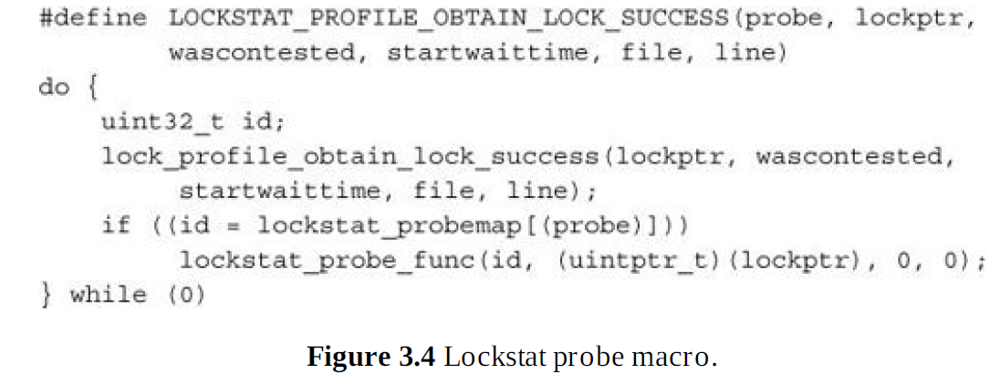 #define LOCKSTAT_PROFILE_OBTAIN_LOCK_SUCCESS(probe, lockptr,
wascontested, startwaittime, file, line)
do {
uint32_t id;
lock_profile_obtain_lock_success(lockptr, wascontested,
startwaittime, file, line);
if ((id = lockstat_probemap[(probe)]))
lockstat_probe_func(id, (uintptr_t)(lockptr), 0, 0);
} while (0)
Figure 3.4 Lockstat probe macro.